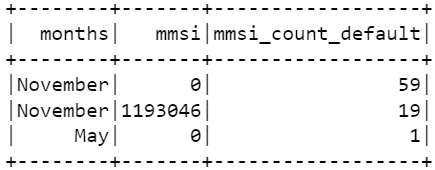 +--------+-------+------------------+
|  months|   mmsi|mmsi_count_default|
+--------+-------+------------------+
|November|      0|                59|
|November|1193046|                19|
|     May|      0|                 1|
+--------+-------+------------------+